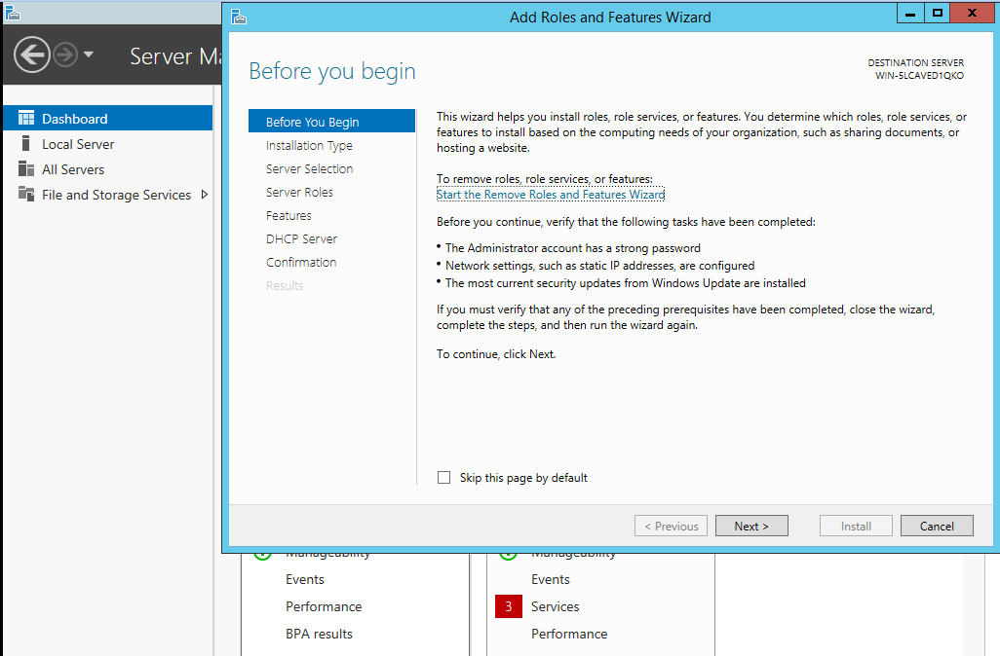 Add Roles and Features Wizard
Server Ma
Before you begin
DESTINATION SERVER
WIN-5LCAVED1QKO
Dashboard
Local Server
All Servers
File and Storage Services
Before You Begin
Installation Type
Server Selection
Server Roles
Features
DHCP Server
Confirmation
Results
This wizard helps you install roles, role services, or features. You determine which roles, role services, or
features to install based on the computing needs of your organization, such as sharing documents, or
hosting a website.
To remove roles, role services, or features:
Start the Remove Roles and Features Wizard
Before you continue, verify that the following tasks have been completed:
• The Administrator account has a strong password
• Network settings, such as static IP addresses, are configured
• The most current security updates from Windows Update are installed
If you must verify that any of the preceding prerequisites have been completed, close the wizard,
complete the steps, and then run the wizard again.
To continue, click Next.
Skip this page by default
< Previous
Next >
Install
Cancel
Manageability
Events
Performance
BPA results
Manageability
Events
3 Services
Performance